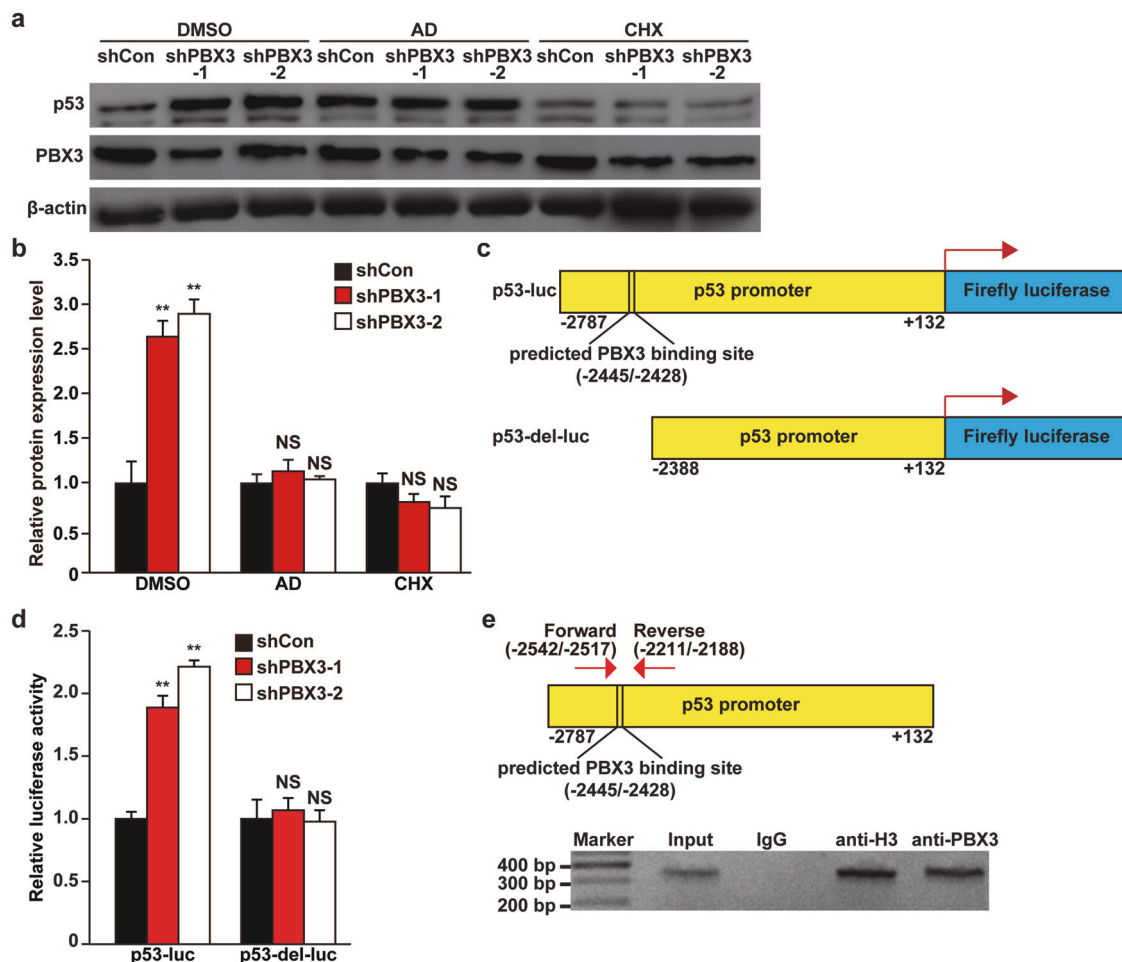 a
DMSO AD CHX
shCon shPBX3 shPBX3 shCon shPBX3 shPBX3 shCon shPBX3 shPBX3
-1 -2 -1 -2 -1 -2
p53
PBX3
β-actin
b
Relative protein expression level
3.5
3.0
2.5
1.5
1.0
0.5
0
shCon
shPBX3-1
shPBX3-2
** **
NS NS
NS NS
DMSO AD CHX
c
p53-luc p53 promoter Firefly luciferase
-2787 +132
predicted PBX3 binding site
(-2445/-2428)
p53-del-luc p53 promoter Firefly luciferase
-2388 +132
d
Relative luciferase activity
2.5
2.0
1.5
1.0
0.5
0
shCon
shPBX3-1
shPBX3-2
** **
NS NS
p53-luc p53-del-luc
e
Forward Reverse
(-2542/-2517) (-2211/-2188)
p53 promoter
-2787 +132
predicted PBX3 binding site
(-2445/-2428)
Marker Input IgG anti-H3 anti-PBX3
400 bp
300 bp
200 bp